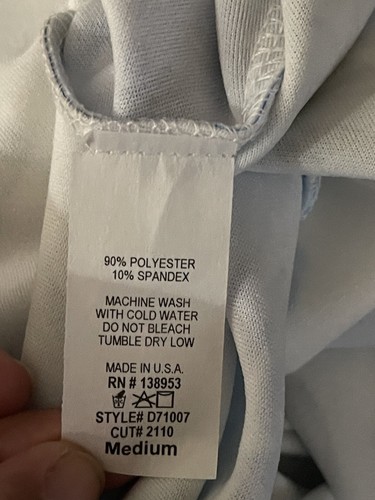 90% POLYESTER
10% SPANDEX
MACHINE WASH
WITH COLD WATER
DO NOT BLEACH
TUMBLE DRY LOW
MADE IN U.S.A.
RN # 138953
STYLE# D71007
CUT# 2110
Medium